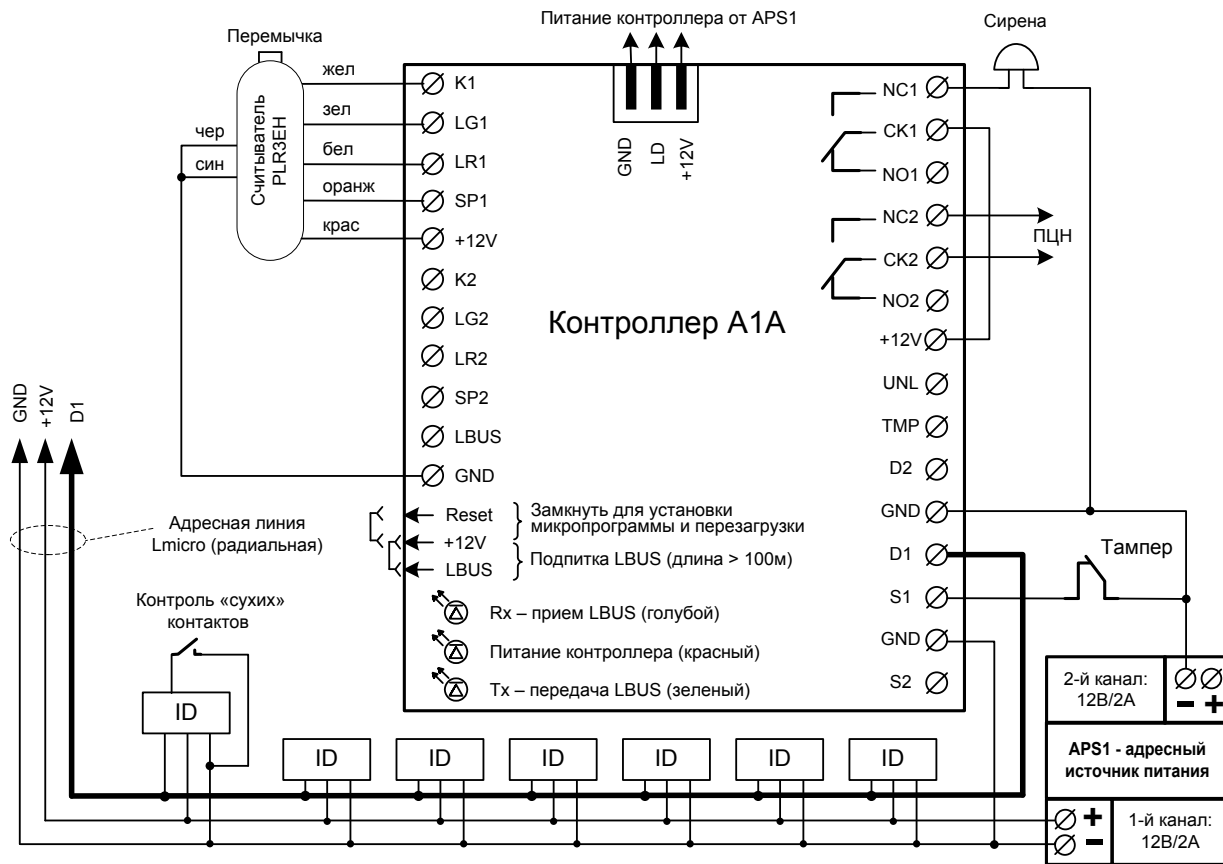 Питание контроллера от APS1
Сирена
Перемычка
GND
LD
+12V
Считыватель
PLR3EH
жел
зел
бел
оранж
крас
чер
син
K1
LG1
LR1
SP1
+12V
K2
LG2
LR2
SP2
LBUS
GND
Контроллер А1А
NC1
CK1
NO1
NC2
CK2
NO2
+12V
UNL
TMP
D2
GND
D1
S1
GND
S2
ПЦН
Тампер
Reset
+12V
LBUS
Замкнуть для установки
микропрограммы и перезагрузки
Подпитка LBUS (длина > 100м)
Rx – прием LBUS (голубой)
Питание контроллера (красный)
Tx – передача LBUS (зеленый)
GND
+12V
D1
Адресная линия
Lmicro (радиальная)
Контроль «сухих»
контактов
ID
ID
ID
ID
ID
ID
ID
2-й канал:
12В/2А
– +
APS1 - адресный
источник питания
+
–
1-й канал:
12В/2А